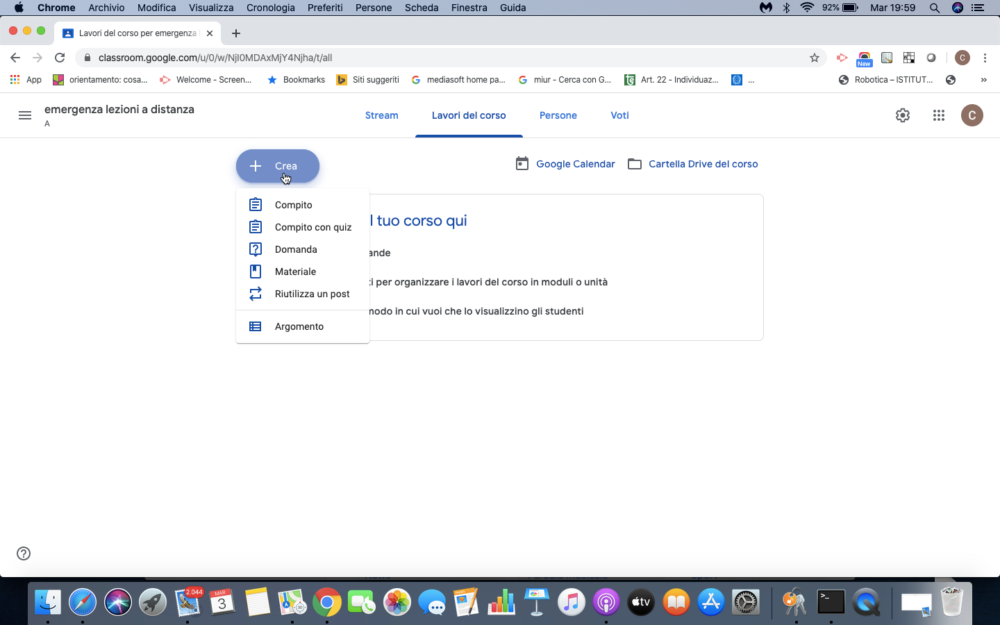 Chrome Archivio Modifica Visualizza Cronologia Preferiti Persone Scheda Finestra Guida 92% Mar 19:59
Lavori del corso per emergenza
classroom.google.com/u/0/w/NjI0MDAxMjY4Njha/t/all
New
C
App orientamento: cosa... Welcome - Screen... Bookmarks Siti suggeriti mediasoft home pa... miur - Cerca con G... Art. 22 - Individuaz... ... Robotica – ISTITUT... »
emergenza lezioni a distanza
A
Stream Lavori del corso Persone Voti
C
Crea
Google Calendar Cartella Drive del corso
Compito
Compito con quiz
Domanda
Materiale
Riutilizza un post
Argomento
l tuo corso qui
ande
ti per organizzare i lavori del corso in moduli o unità
modo in cui vuoi che lo visualizzino gli studenti
2.044
MAR
3
tv